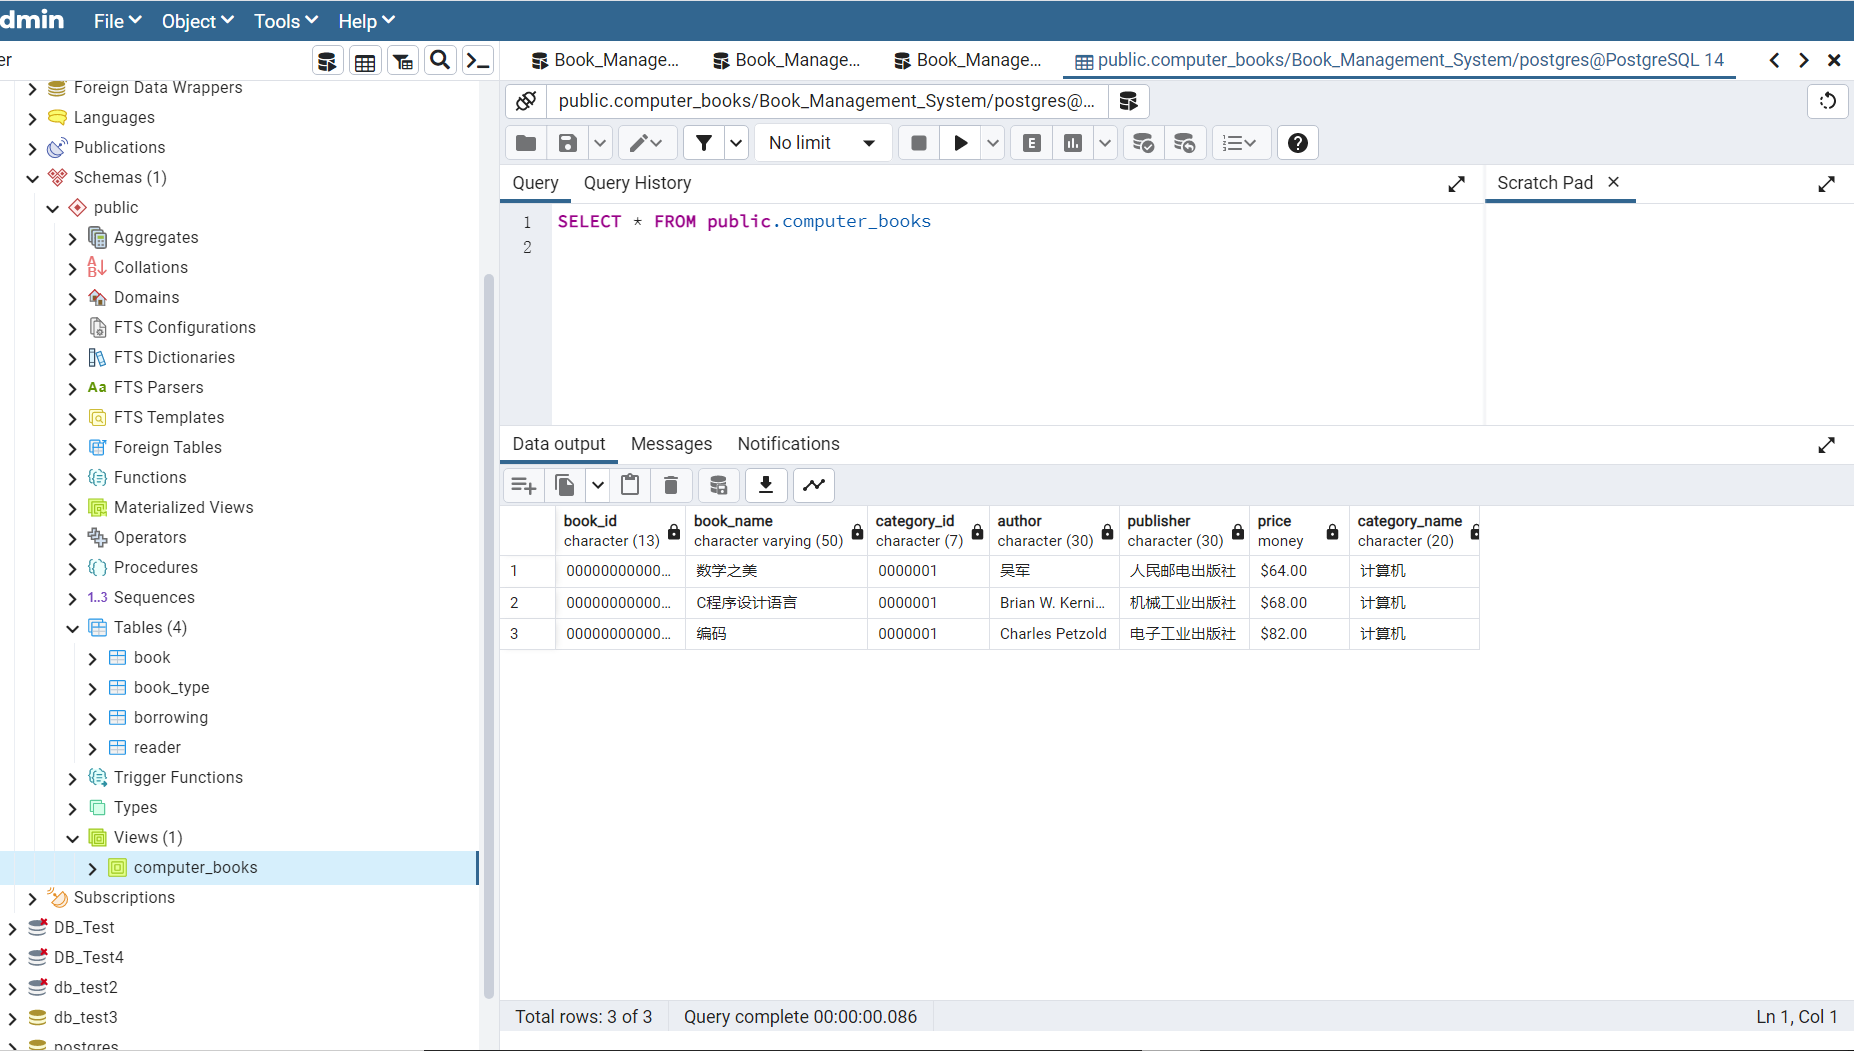 dmin File Object Tools Help
er
Book_Manage... Book_Manage... Book_Manage... public.computer_books/Book_Management_System/postgres@PostgreSQL 14
public.computer_books/Book_Management_System/postgres@...
No limit
Query Query History Scratch Pad
1 SELECT * FROM public.computer_books
2
Foreign Data Wrappers
Languages
Publications
Schemas (1)
public
Aggregates
Collations
Domains
FTS Configurations
FTS Dictionaries
Aa FTS Parsers
FTS Templates
Foreign Tables
Functions
Materialized Views
Operators
Procedures
1..3 Sequences
Tables (4)
book
book_type
borrowing
reader
Trigger Functions
Types
Views (1)
computer_books
Subscriptions
DB_Test
DB_Test4
db_test2
db_test3
postgres
Data output Messages Notifications
book_id book_name category_id author publisher price category_name
character (13) character varying (50) character (7) character (30) character (30) money character (20)
1 00000000000... 数学之美 0000001 吴军 人民邮电出版社 $64.00 计算机
2 00000000000... C程序设计语言 0000001 Brian W. Kerni... 机械工业出版社 $68.00 计算机
3 00000000000... 编码 0000001 Charles Petzold 电子工业出版社 $82.00 计算机
Total rows: 3 of 3 Query complete 00:00:00.086 Ln 1, Col 1